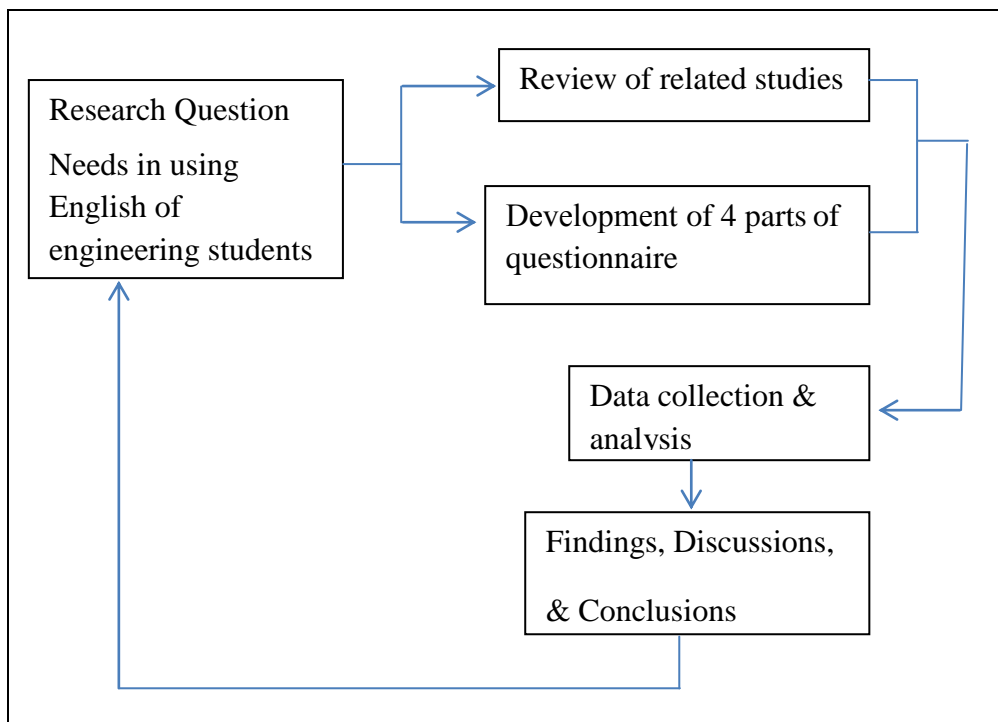 Research Question
Needs in using
English of
engineering students
Review of related studies
Development of 4 parts of
questionnaire
Data collection &
analysis
Findings, Discussions,
& Conclusions